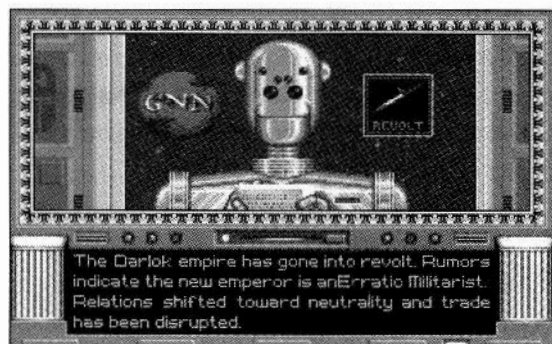 GNN
REVOLT
The Darlok empire has gone into revolt. Rumors
indicate the new emperor is anErratic Militarist.
Relations shifted toward neutrality and trade
has been disrupted.